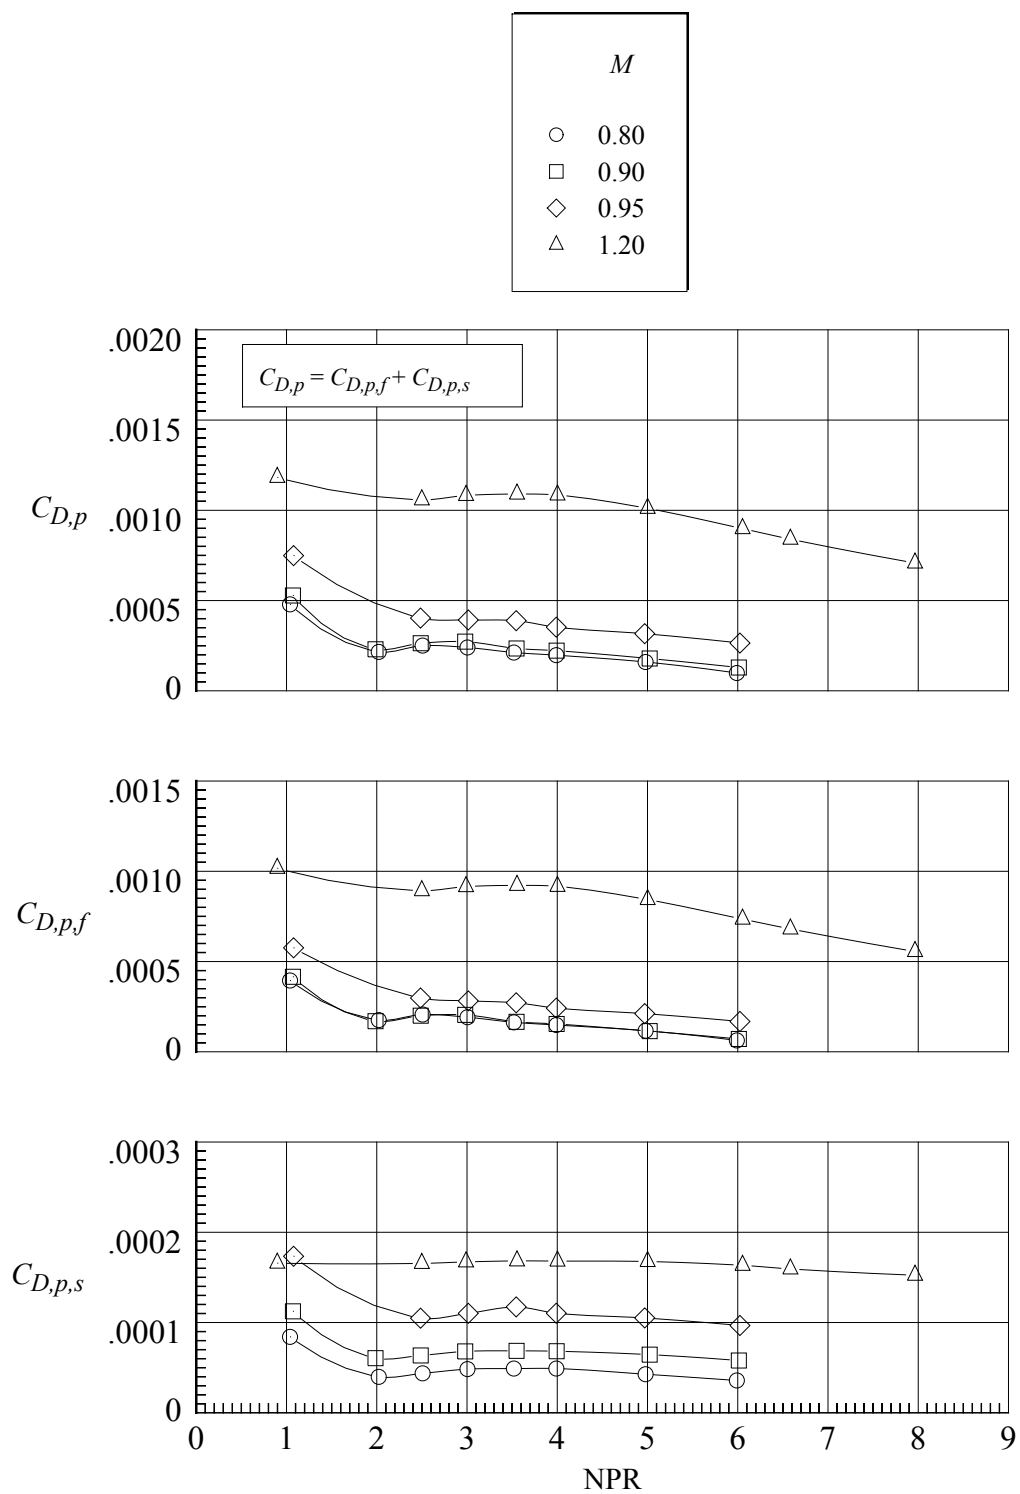 M
0.80
0.90
0.95
1.20
.0020
C_{D,p} = C_{D,p,f} + C_{D,p,s}
.0015
C_{D,p}
.0010
.0005
0
.0015
.0010
C_{D,p,f}
.0005
0
.0003
.0002
C_{D,p,s}
.0001
0
0 1 2 3 4 5 6 7 8 9
NPR